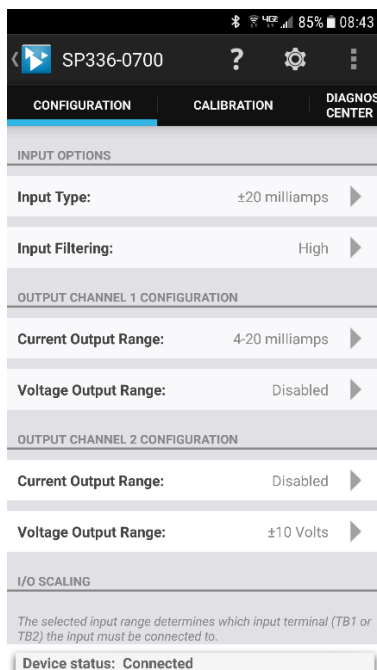 4GE 85% 08:43
SP336-0700 ?
CONFIGURATION CALIBRATION DIAGNOS
CENTER
INPUT OPTIONS
Input Type: ±20 milliamps
Input Filtering: High
OUTPUT CHANNEL 1 CONFIGURATION
Current Output Range: 4-20 milliamps
Voltage Output Range: Disabled
OUTPUT CHANNEL 2 CONFIGURATION
Current Output Range: Disabled
Voltage Output Range: ±10 Volts
I/O SCALING
The selected input range determines which input terminal (TB1 or
TB2) the input must be connected to.
Device status: Connected